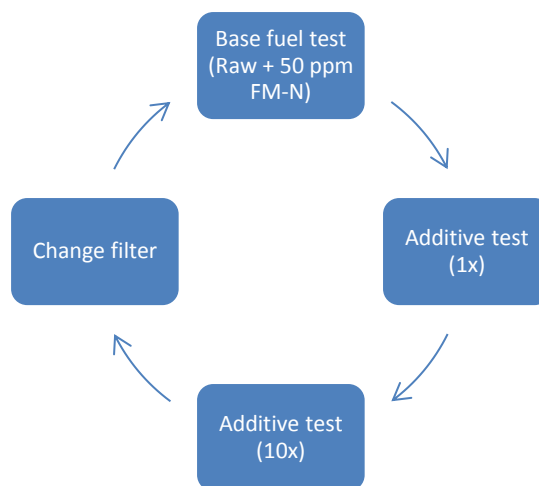 Base fuel test
(Raw + 50 ppm
FM-N)
Additive test
(1x)
Additive test
(10x)
Change filter